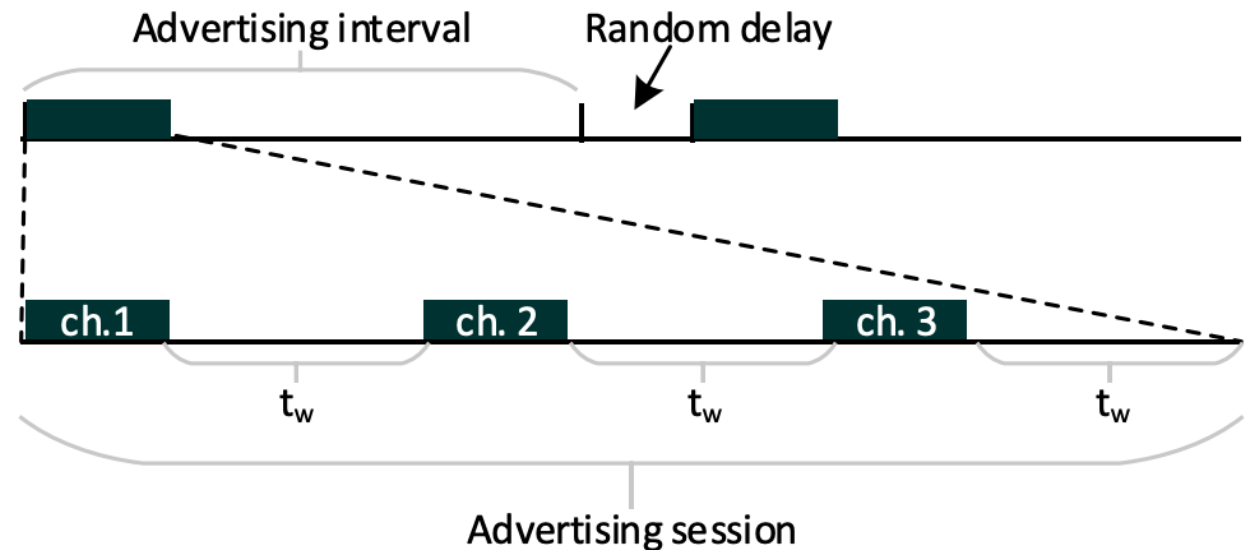 Advertising interval
Random delay
ch.1
ch. 2
ch. 3
tw
tw
tw
Advertising session